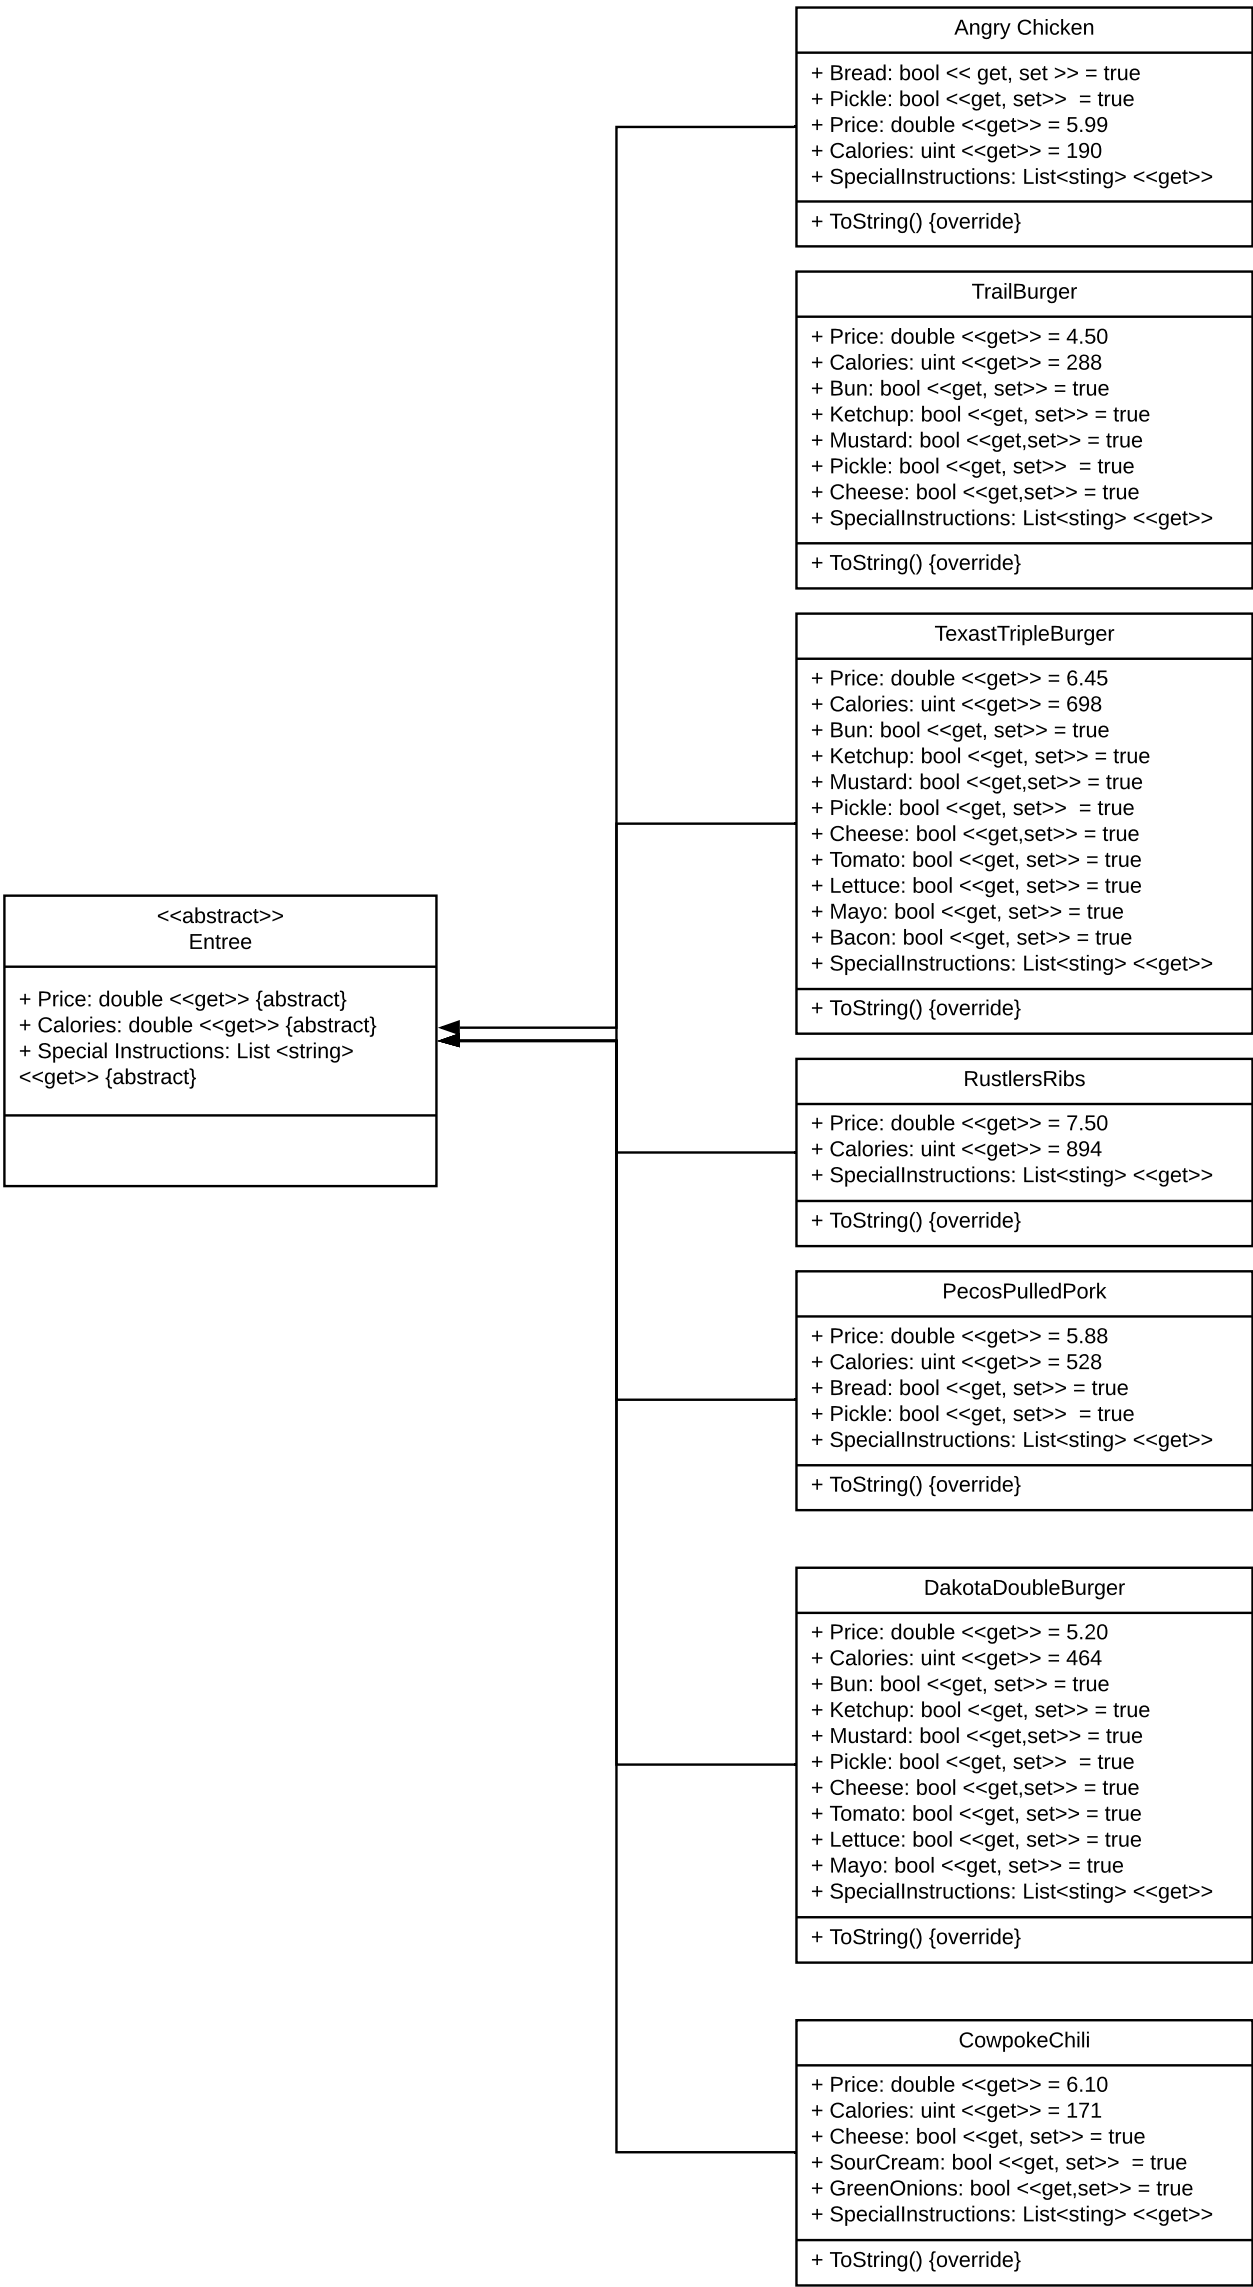 Angry Chicken
+ Bread: bool << get, set >> = true
+ Pickle: bool <<get, set>>  = true
+ Price: double <<get>> = 5.99
+ Calories: uint <<get>> = 190
+ SpecialInstructions: List<sting> <<get>>
+ ToString() {override}
TrailBurger
+ Price: double <<get>> = 4.50
+ Calories: uint <<get>> = 288
+ Bun: bool <<get, set>> = true
+ Ketchup: bool <<get, set>> = true
+ Mustard: bool <<get,set>> = true
+ Pickle: bool <<get, set>>  = true
+ Cheese: bool <<get,set>> = true
+ SpecialInstructions: List<sting> <<get>>
+ ToString() {override}
TexastTripleBurger
+ Price: double <<get>> = 6.45
+ Calories: uint <<get>> = 698
+ Bun: bool <<get, set>> = true
+ Ketchup: bool <<get, set>> = true
+ Mustard: bool <<get,set>> = true
+ Pickle: bool <<get, set>>  = true
+ Cheese: bool <<get,set>> = true
+ Tomato: bool <<get, set>> = true
+ Lettuce: bool <<get, set>> = true
+ Mayo: bool <<get, set>> = true
+ Bacon: bool <<get, set>> = true
+ SpecialInstructions: List<sting> <<get>>
+ ToString() {override}
<<abstract>>
Entree
+ Price: double <<get>> {abstract}
+ Calories: double <<get>> {abstract}
+ Special Instructions: List <string>
<<get>> {abstract}
RustlersRibs
+ Price: double <<get>> = 7.50
+ Calories: uint <<get>> = 894
+ SpecialInstructions: List<sting> <<get>>
+ ToString() {override}
PecosPulledPork
+ Price: double <<get>> = 5.88
+ Calories: uint <<get>> = 528
+ Bread: bool <<get, set>> = true
+ Pickle: bool <<get, set>>  = true
+ SpecialInstructions: List<sting> <<get>>
+ ToString() {override}
DakotaDoubleBurger
+ Price: double <<get>> = 5.20
+ Calories: uint <<get>> = 464
+ Bun: bool <<get, set>> = true
+ Ketchup: bool <<get, set>> = true
+ Mustard: bool <<get,set>> = true
+ Pickle: bool <<get, set>>  = true
+ Cheese: bool <<get,set>> = true
+ Tomato: bool <<get, set>> = true
+ Lettuce: bool <<get, set>> = true
+ Mayo: bool <<get, set>> = true
+ SpecialInstructions: List<sting> <<get>>
+ ToString() {override}
CowpokeChili
+ Price: double <<get>> = 6.10
+ Calories: uint <<get>> = 171
+ Cheese: bool <<get, set>> = true
+ SourCream: bool <<get, set>>  = true
+ GreenOnions: bool <<get,set>> = true
+ SpecialInstructions: List<sting> <<get>>
+ ToString() {override}